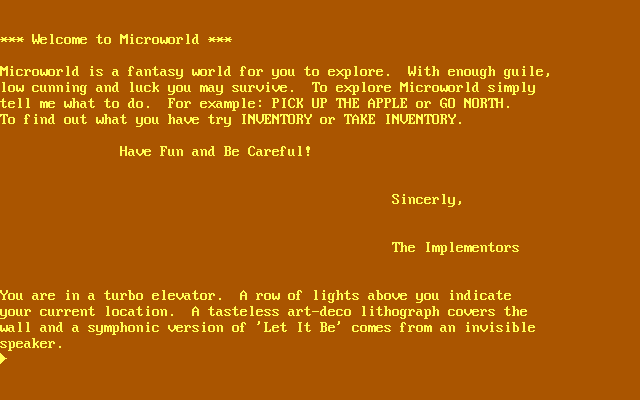 *** Welcome to Microworld ***
Microworld is a fantasy world for you to explore.  With enough guile,
low cunning and luck you may survive.  To explore Microworld simply
tell me what to do.  For example: PICK UP THE APPLE or GO NORTH.
To find out what you have try INVENTORY or TAKE INVENTORY.
Have Fun and Be Careful!
Sincerly,
The Implementors
You are in a turbo elevator.  A row of lights above you indicate
your current location.  A tasteless art-deco lithograph covers the
wall and a symphonic version of 'Let It Be' comes from an invisible
speaker.